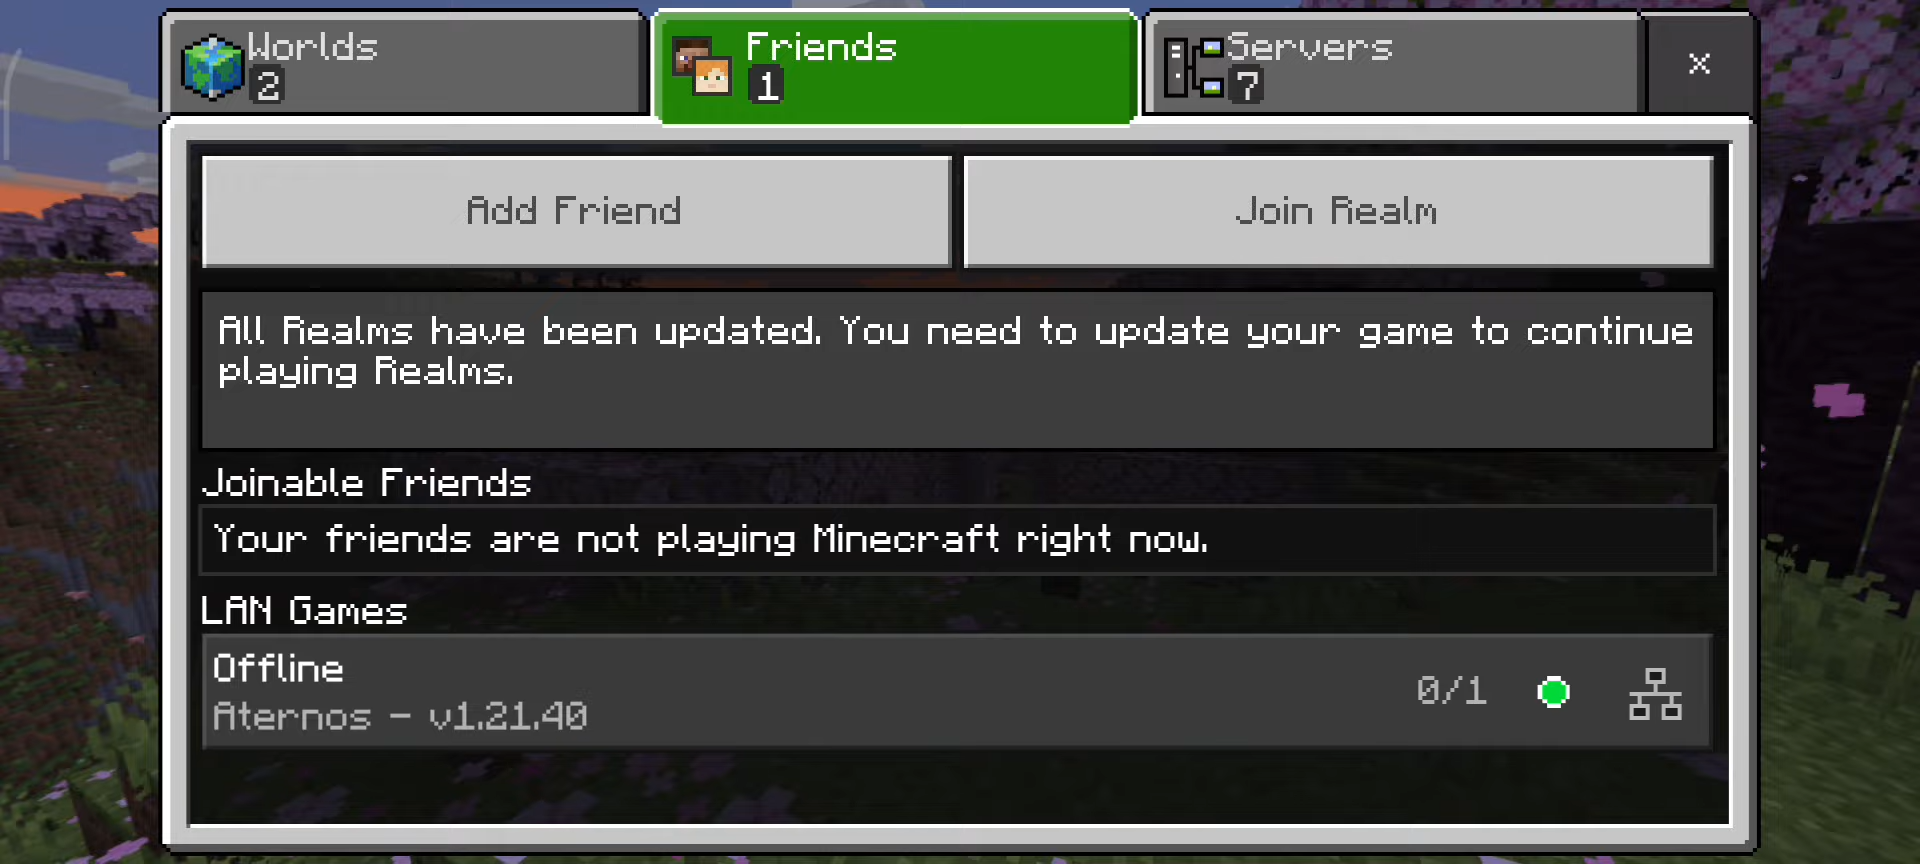 Worlds
2
Friends
1
Servers
7
Add Friend
Join Realm
All Realms have been updated. You need to update your game to continue
playing Realms.
Joinable Friends
Your friends are not playing Minecraft right now.
LAN Games
Offline
0/1
Aternos - v1.21.40